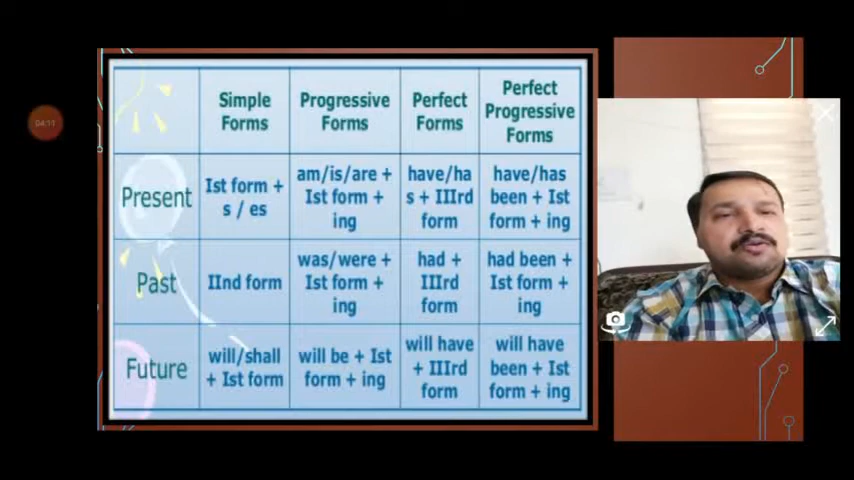 04:11
Simple
Forms
Progressive
Forms
Perfect
Forms
Perfect
Progressive
Forms
Present
Ist form +
s / es
am/is/are +
Ist form +
ing
have/ha
s + IIIrd
form
have/has
been + Ist
form + ing
Past
IInd form
was/were +
Ist form +
ing
had +
IIIrd
form
had been +
Ist form +
ing
Future
will/shall
+ Ist form
will be + Ist
form + ing
will have
+ IIIrd
form
will have
been + Ist
form + ing